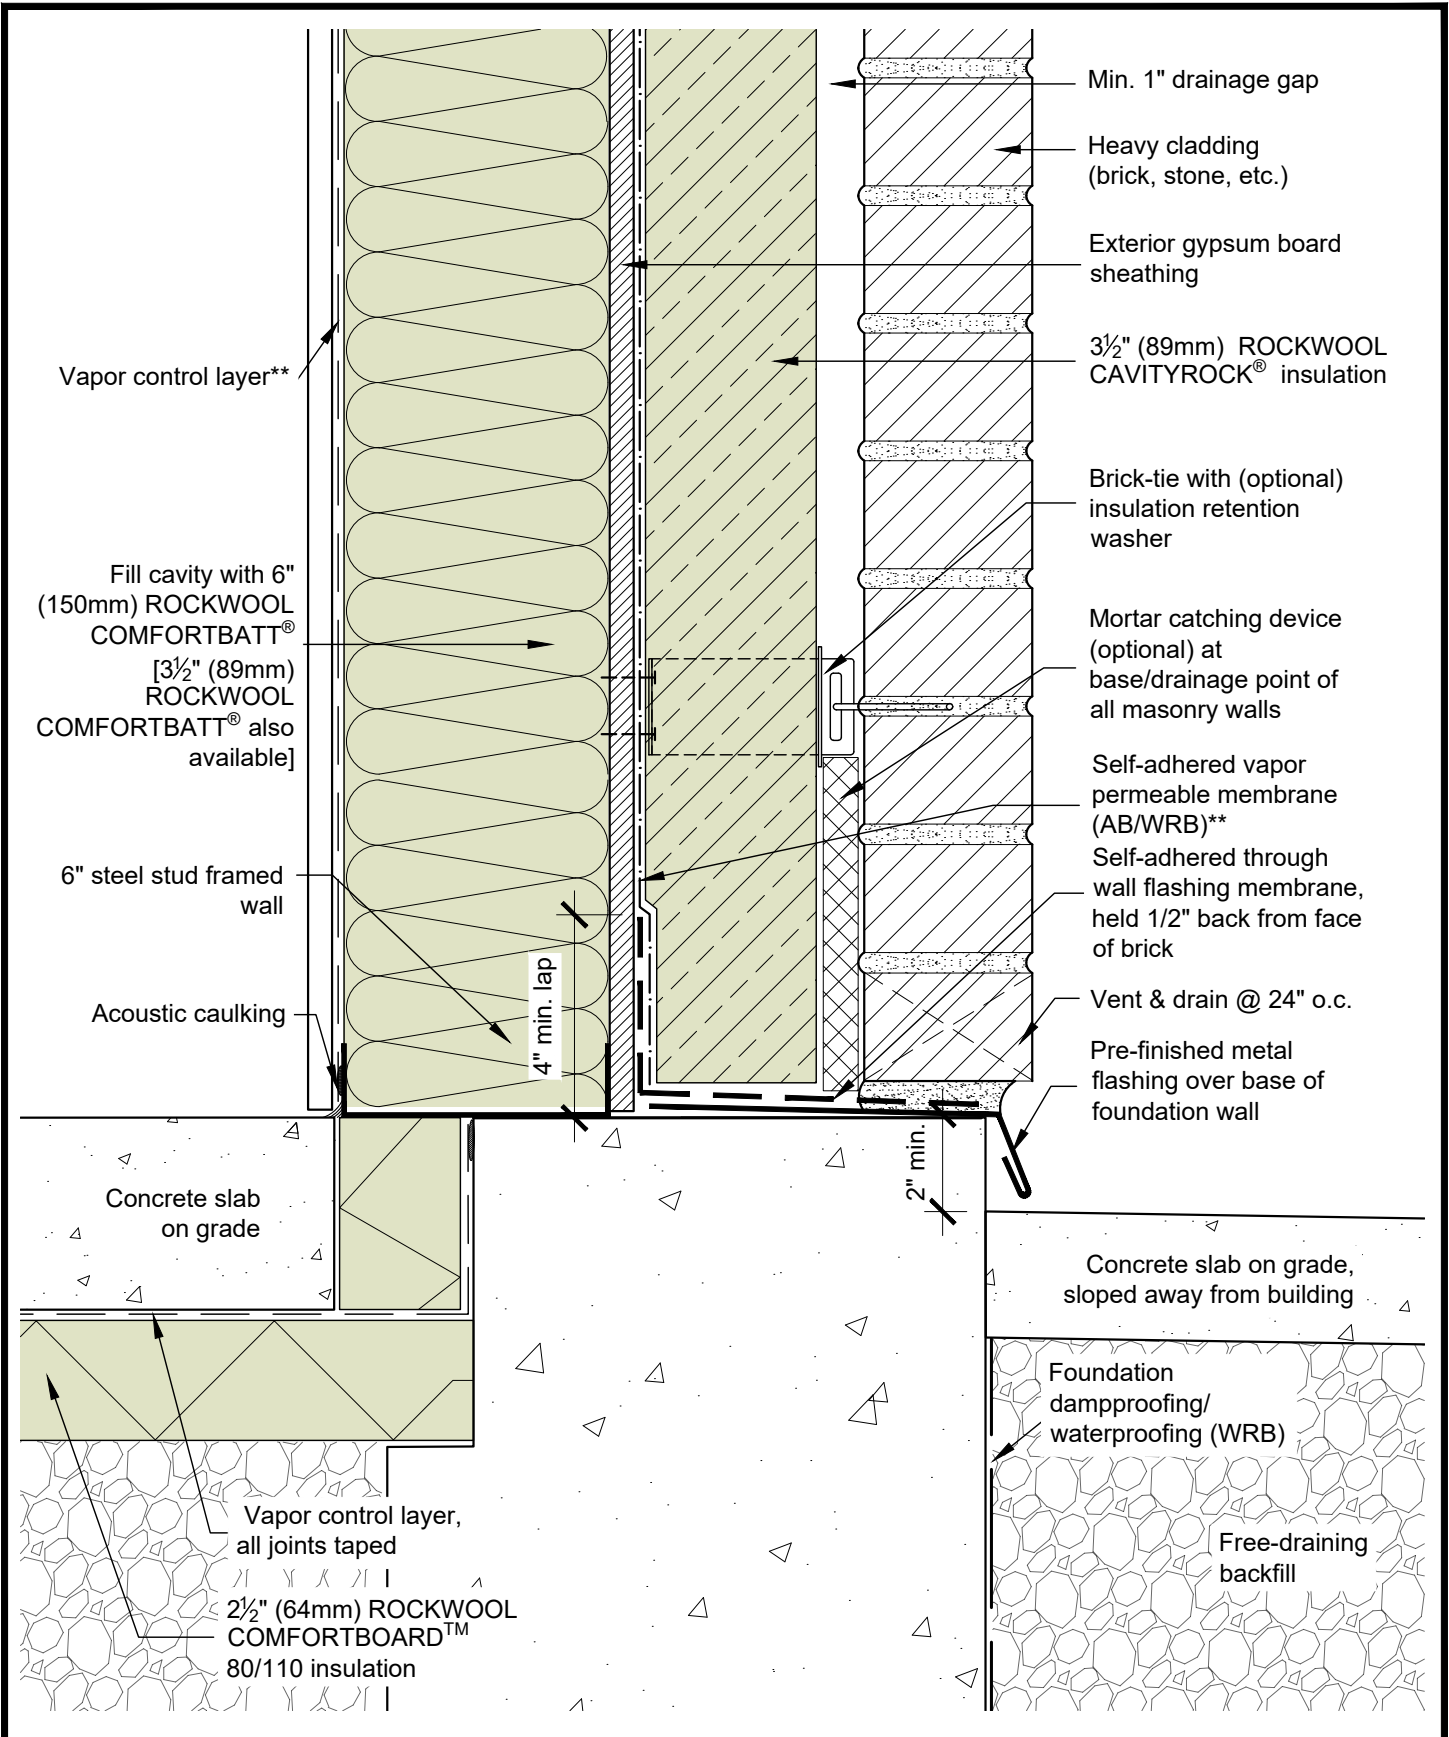 Min. 1" drainage gap
Heavy cladding
(brick, stone, etc.)
Exterior gypsum board
sheathing
3½" (89mm) ROCKWOOL
CAVITYROCK® insulation
Brick-tie with (optional)
insulation retention
washer
Mortar catching device
(optional) at
base/drainage point of
all masonry walls
Self-adhered vapor
permeable membrane
(AB/WRB)**
Self-adhered through
wall flashing membrane,
held 1/2" back from face
of brick
Vent & drain @ 24" o.c.
Pre-finished metal
flashing over base of
foundation wall
Vapor control layer**
Fill cavity with 6"
(150mm) ROCKWOOL
COMFORTBATT®
[3½" (89mm)
ROCKWOOL
COMFORTBATT® also
available]
6" steel stud framed
wall
Acoustic caulking
4" min. lap
2" min.
Concrete slab
on grade
Concrete slab on grade,
sloped away from building
Foundation
dampproofing/
waterproofing (WRB)
Free-draining
backfill
Vapor control layer,
all joints taped
2½" (64mm) ROCKWOOL
COMFORTBOARD™
80/110 insulation